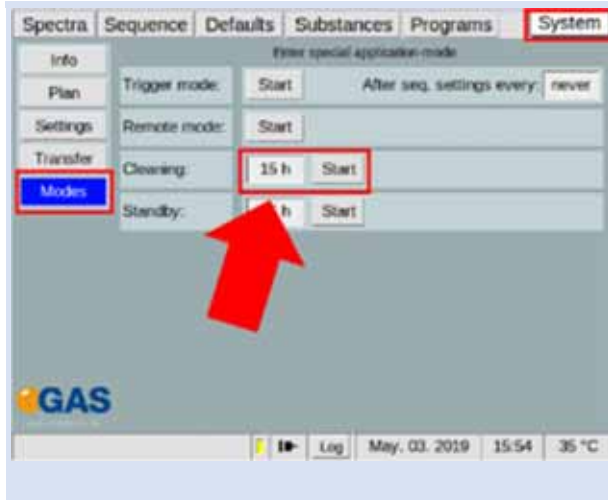 Spectra Sequence Defaults Substances Programs System
Enter special application mode
Info
Plan
Settings
Transfer
Modes
Trigger mode: Start After seq. settings every: never
Remote mode: Start
Cleaning: 15 h Start
Standby: h Start
GAS
Log May. 03. 2019 15:54 35 °C